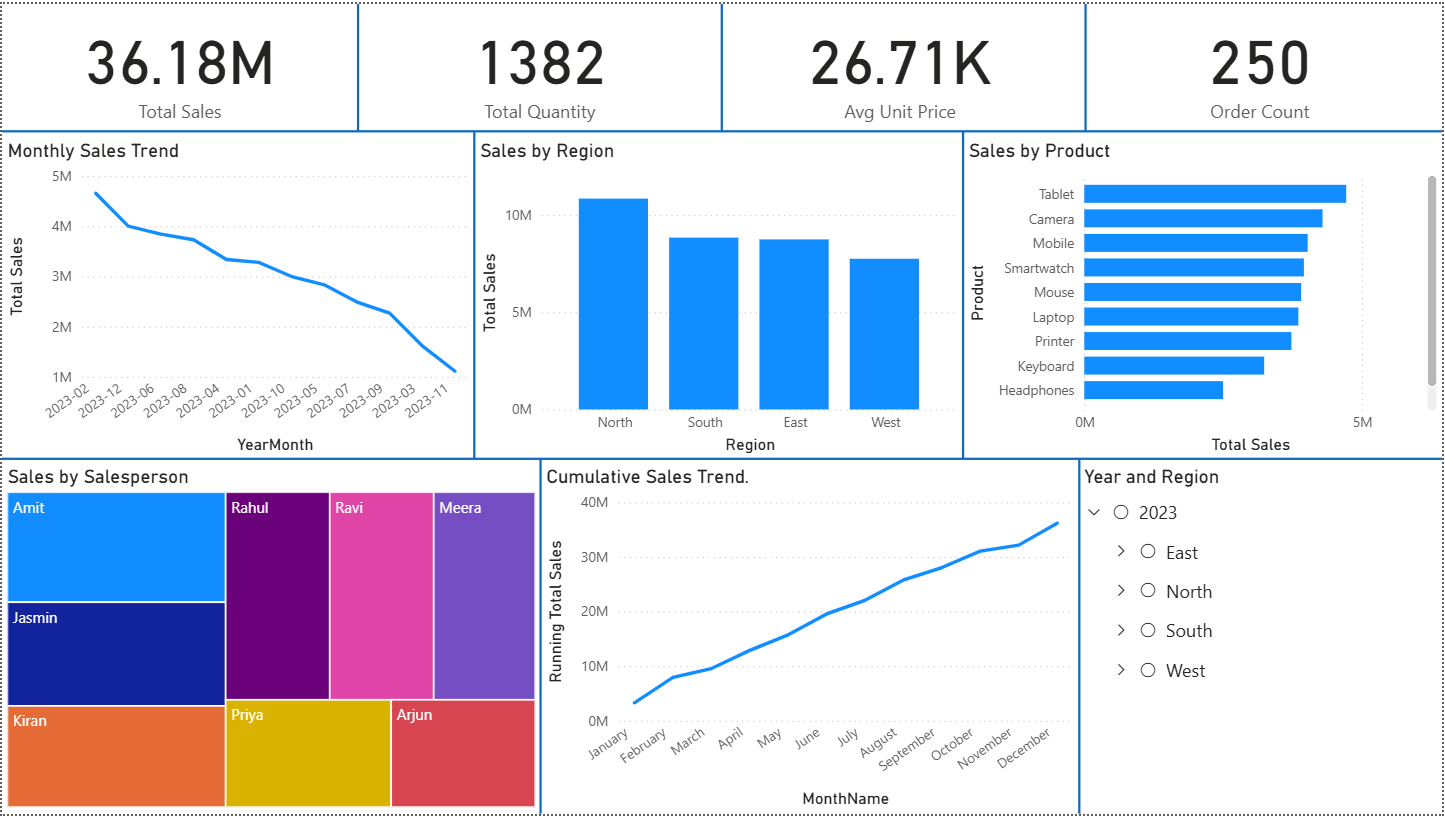 36.18M
Total Sales
1382
Total Quantity
26.71K
Avg Unit Price
250
Order Count
Monthly Sales Trend
Total Sales
5M
4M
3M
2M
1M
2023-02
2023-12
2023-06
2023-08
2023-04
2023-01
2023-10
2023-05
2023-07
2023-09
2023-03
2023-11
YearMonth
Sales by Region
Total Sales
10M
5M
0M
North
South
East
West
Region
Sales by Product
Product
Tablet
Camera
Mobile
Smartwatch
Mouse
Laptop
Printer
Keyboard
Headphones
0M
5M
Total Sales
Sales by Salesperson
Amit
Jasmin
Kiran
Rahul
Ravi
Meera
Priya
Arjun
Cumulative Sales Trend.
Running Total Sales
40M
30M
20M
10M
0M
January
February
March
April
May
June
July
August
September
October
November
December
MonthName
Year and Region
2023
East
North
South
West